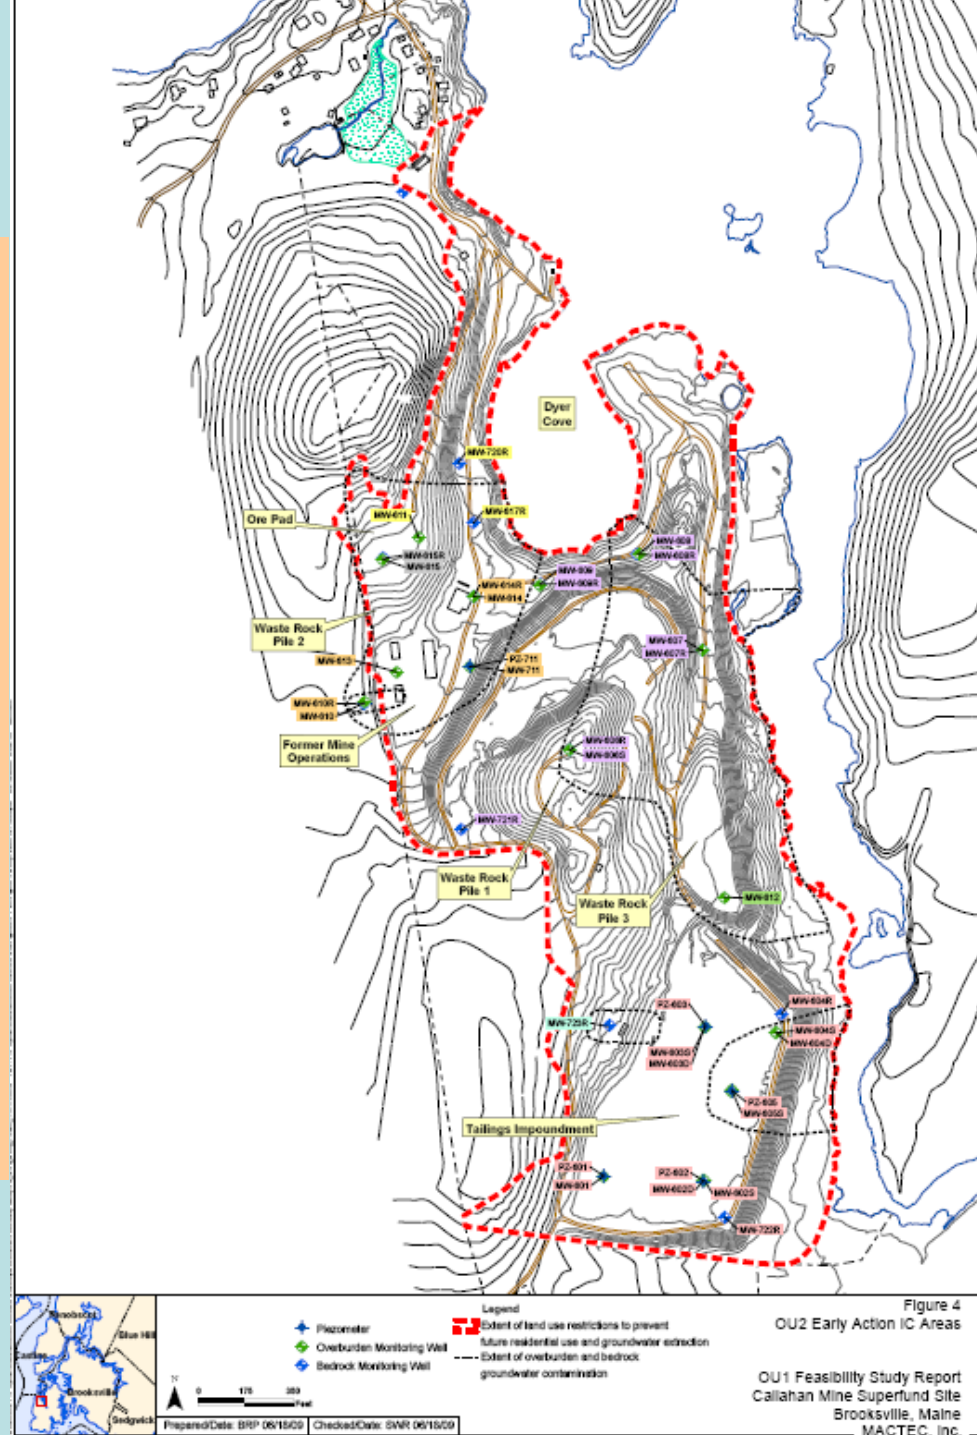 Dyer
Cove
MW-720R
Ore Pad
MW-611
MW-617R
MW-615R
MW-615
MW-608
MW-608R
MW-609
MW-609R
MW-614R
MW-614
Waste Rock
Pile 2
MW-607
MW-607R
MW-613
PZ-711
MW-711
MW-610R
MW-610
Former Mine
Operations
MW-606S
MW-721R
Waste Rock
Pile 1
Waste Rock
Pile 3
MW-612
PZ-603
MW-604R
MW-723R
MW-604S
MW-604D
MW-603S
MW-603D
PZ-605
MW-605S
Tailings Impoundment
PZ-601
MW-601
PZ-602
MW-602D
MW-602S
MW-722R
Penobscot
Blue Hill
Castine
Brooksville
Sedgwick
N
0 175 350
Feet
Piezometer
Overburden Monitoring Well
Bedrock Monitoring Well
Legend
Extent of land use restrictions to prevent
future residential use and groundwater extraction
Extent of overburden and bedrock
groundwater contamination
Prepared/Date: BRP 06/18/09
Checked/Date: SWR 06/18/09
Figure 4
OU2 Early Action IC Areas
OU1 Feasibility Study Report
Callahan Mine Superfund Site
Brooksville, Maine
MACTEC, Inc.